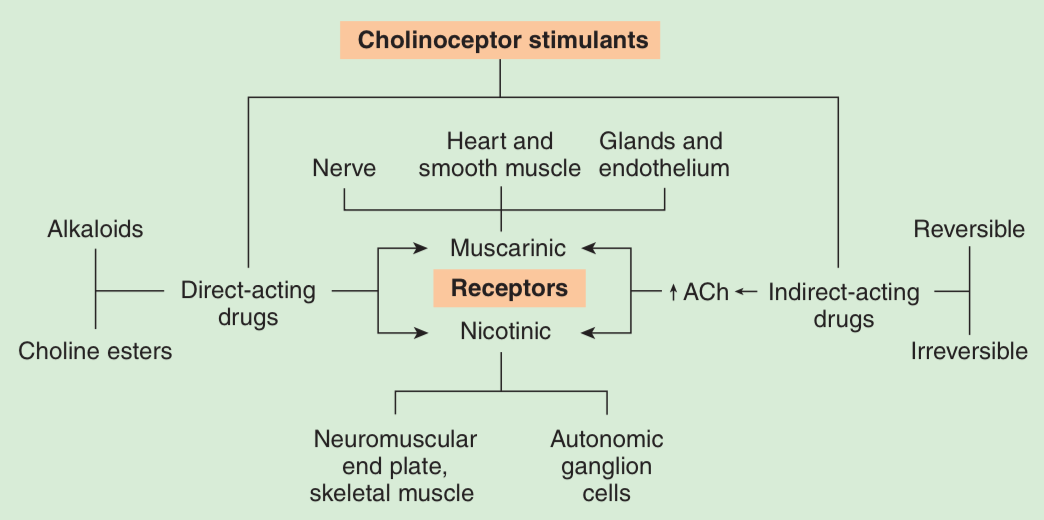 Cholinoceptor stimulants
Nerve
Heart and
smooth muscle
Glands and
endothelium
Alkaloids
Choline esters
Direct-acting
drugs
Muscarinic
Receptors
Nicotinic
↑ ACh
Indirect-acting
drugs
Reversible
Irreversible
Neuromuscular
end plate,
skeletal muscle
Autonomic
ganglion
cells